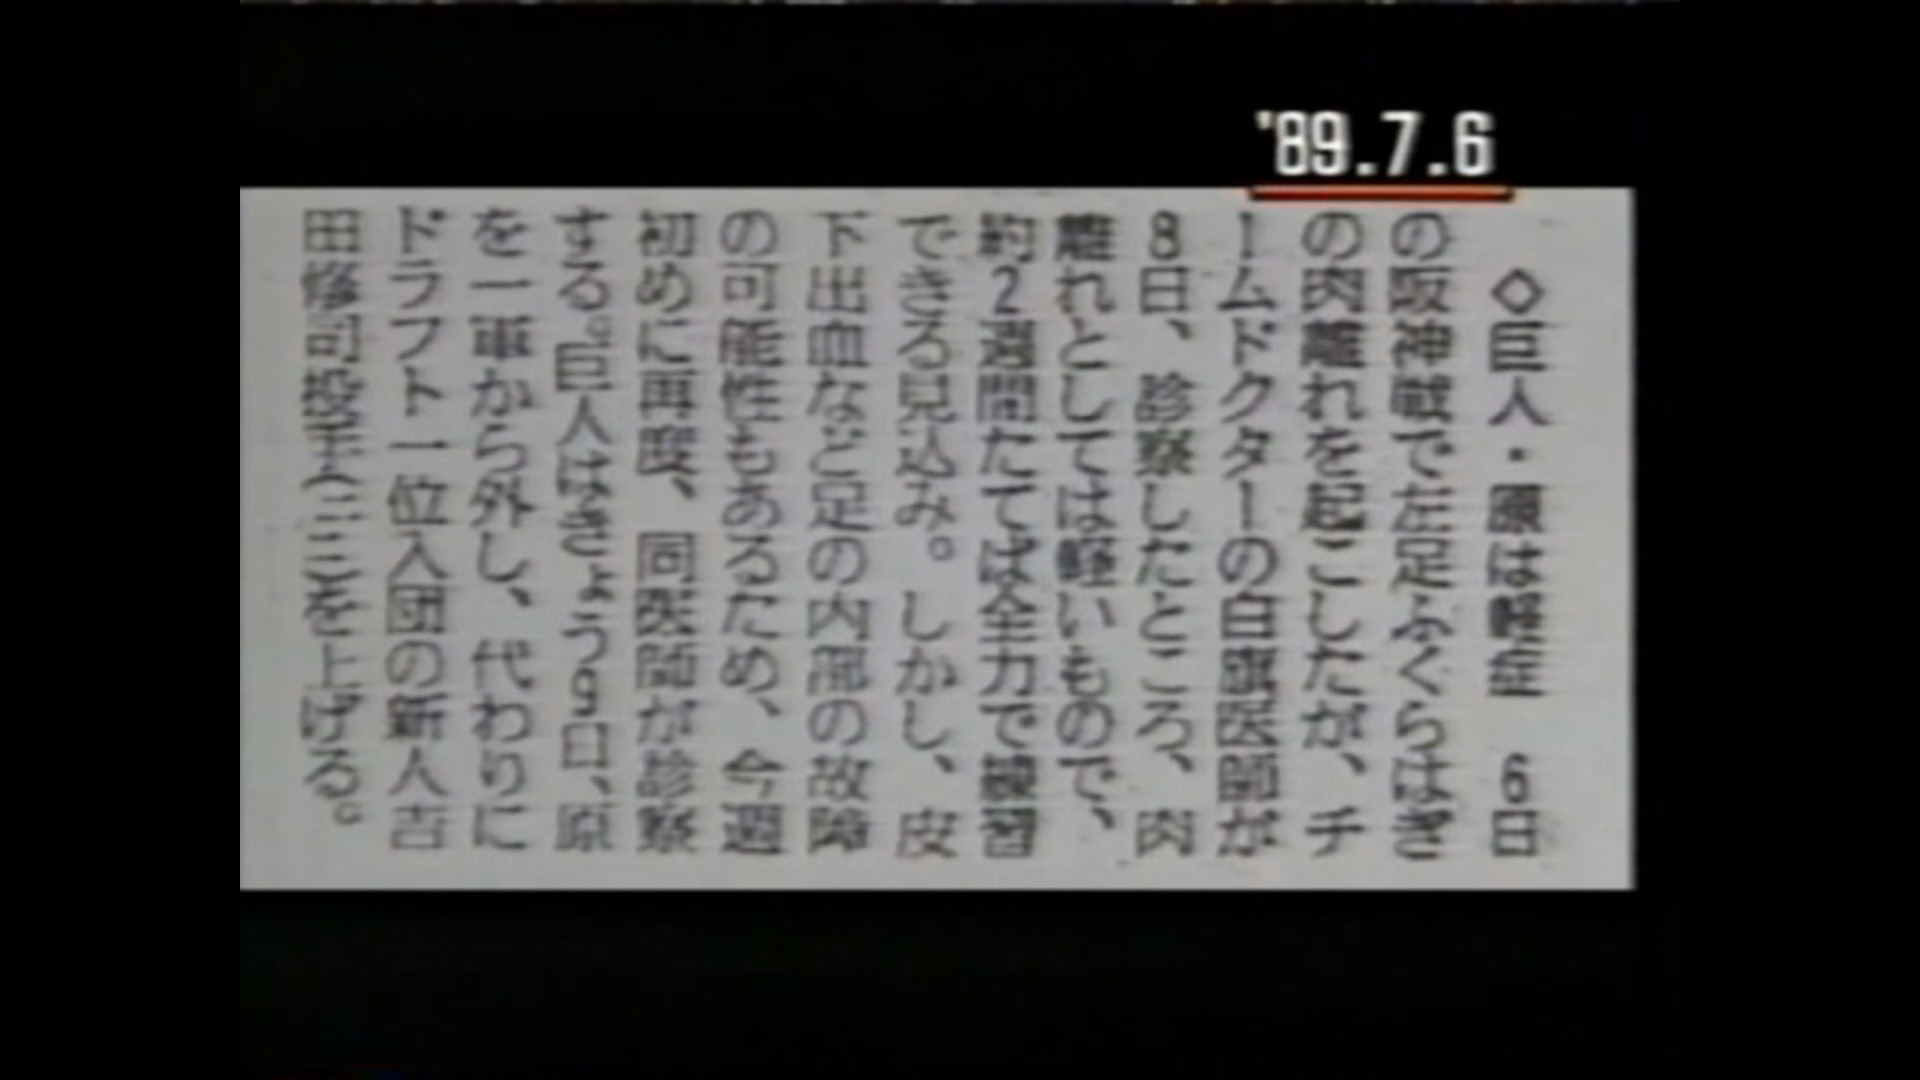 '89.7.6
◇巨人・原は軽症　6日
の阪神戦で左足ふくらはぎ
の肉離れを起こしたが、チ
ームドクターの白旗医師が
8日、診察したところ、肉
離れとしては軽いもので、
約2週間たてば全力で練習
できる見込み。しかし、皮
下出血など足の内部の故障
の可能性もあるため、今週
初めに再度、同医師が診察
する。巨人はきょう9日、原
を一軍から外し、代わりに
ドラフト一位入団の新人吉
田修司投手(二二)を上げる。